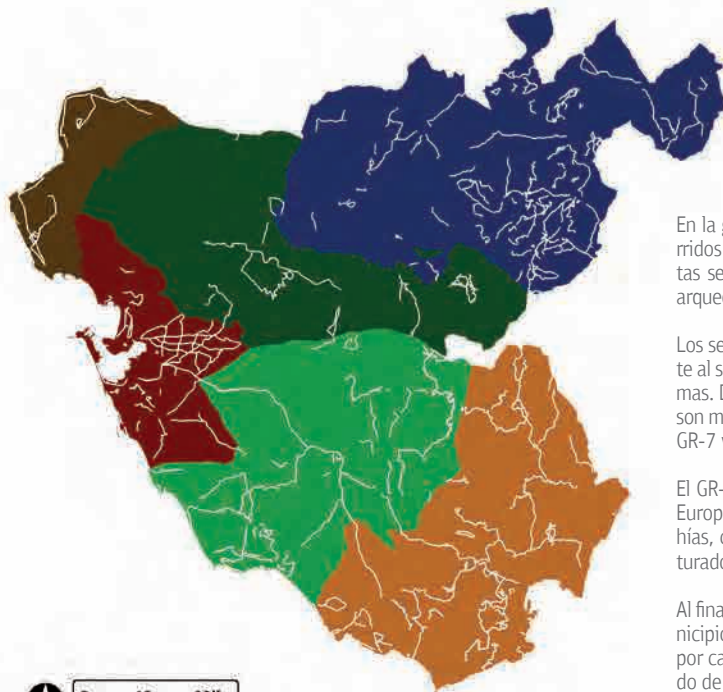 En la g
rridos
tas se
arqueo
Los se
te al s
mas. D
son m
GR-7 y
El GR-
Europ
hías, c
turado
Al fina
nicipio
por ca
do de